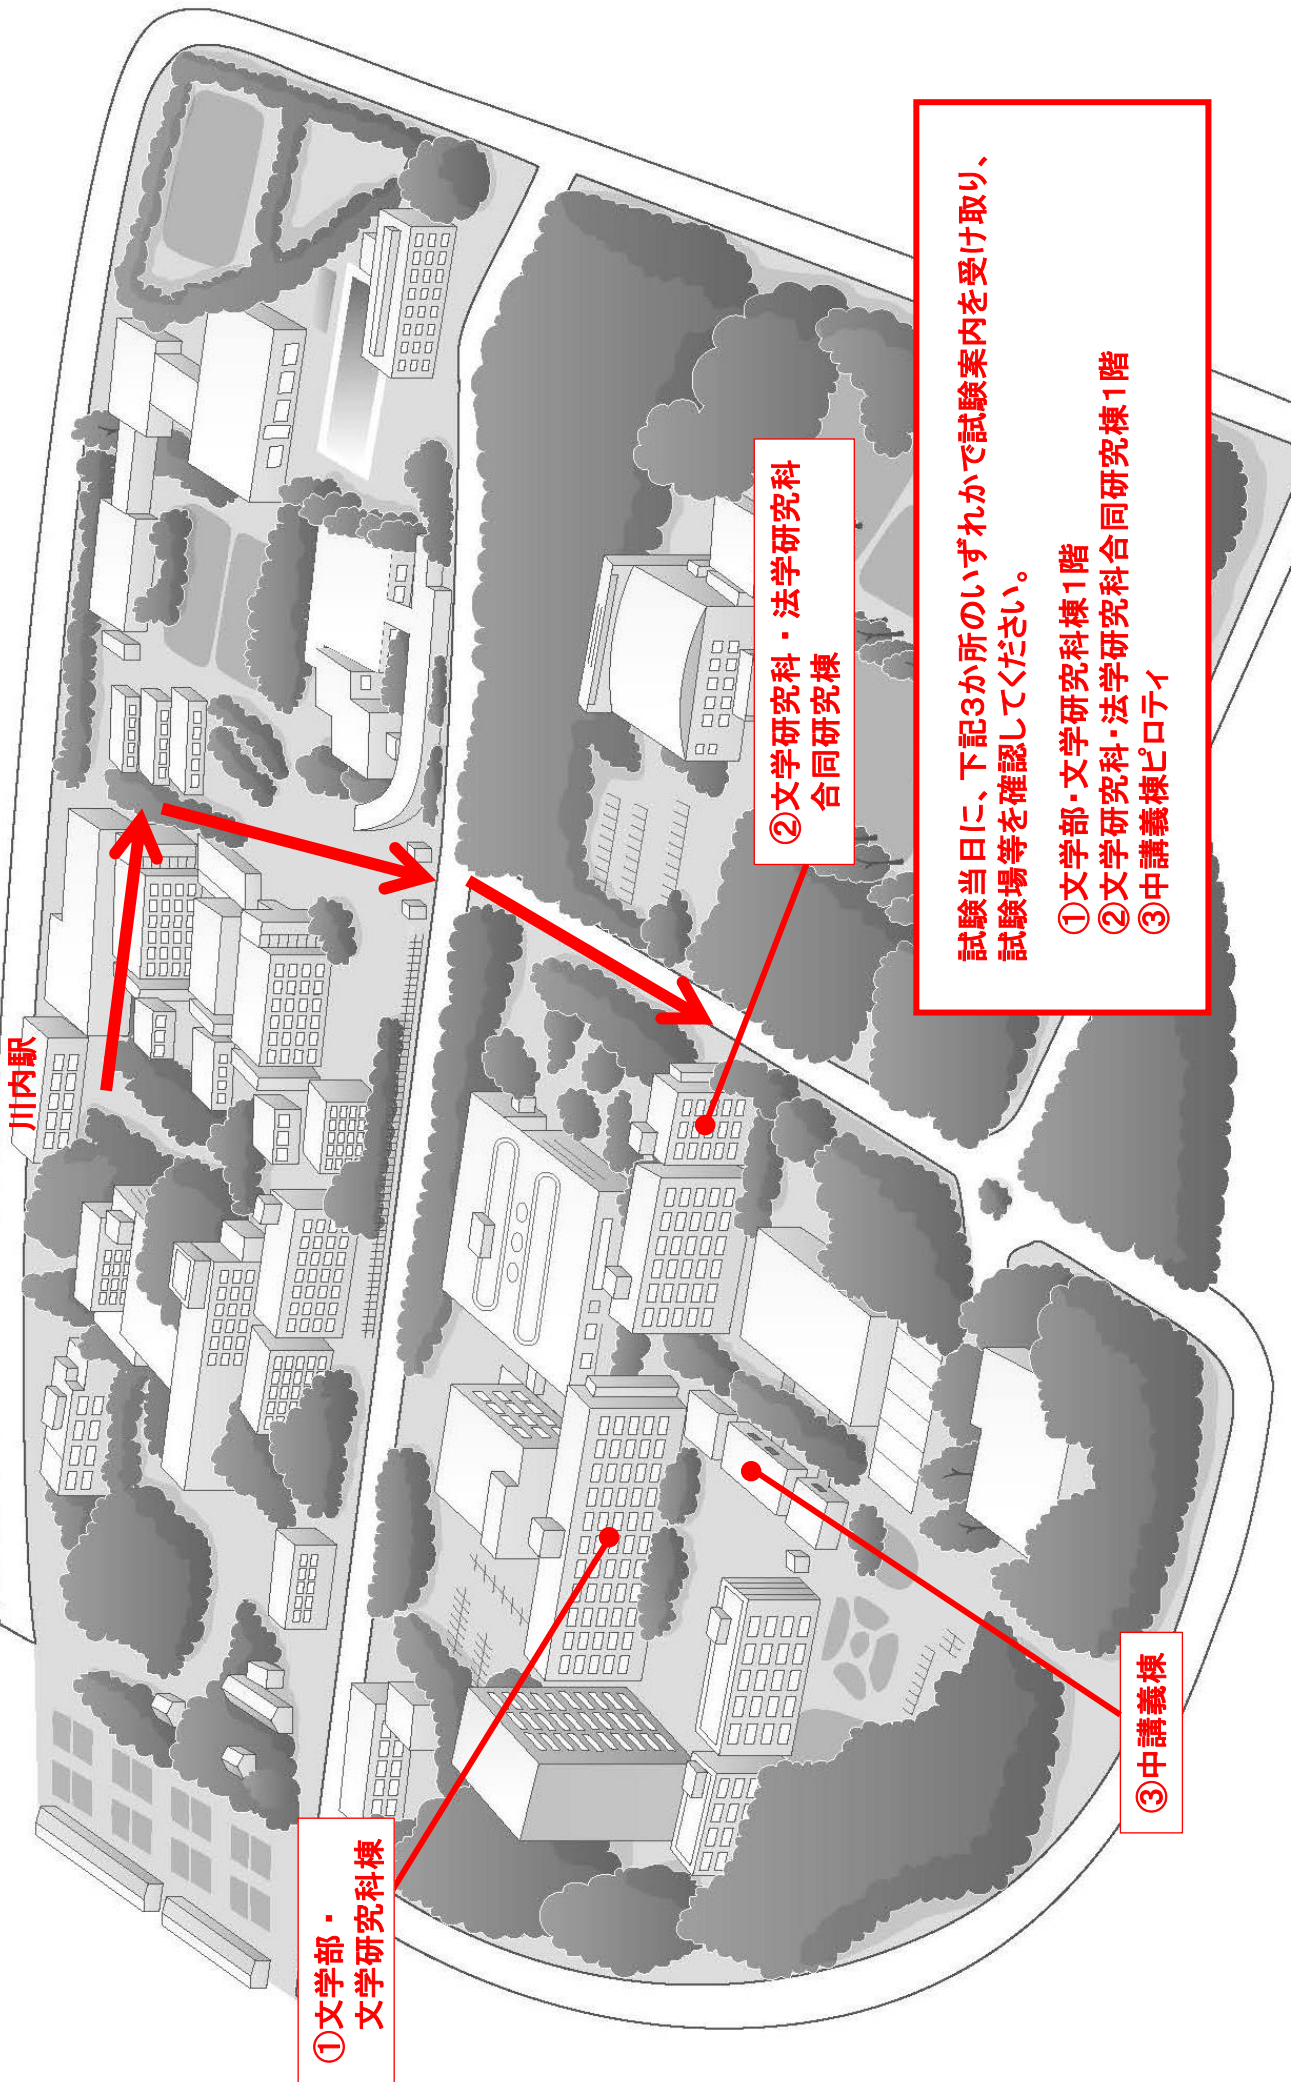 川内駅
①文学部・
文学研究科棟
②文学研究科・法学研究科
合同研究棟
③中講義棟
試験当日に、下記3か所のいずれかで試験案内を受け取り、
試験場等を確認してください。
①文学部・文学研究科棟1階
②文学研究科・法学研究科合同研究棟1階
③中講義棟ピロティ